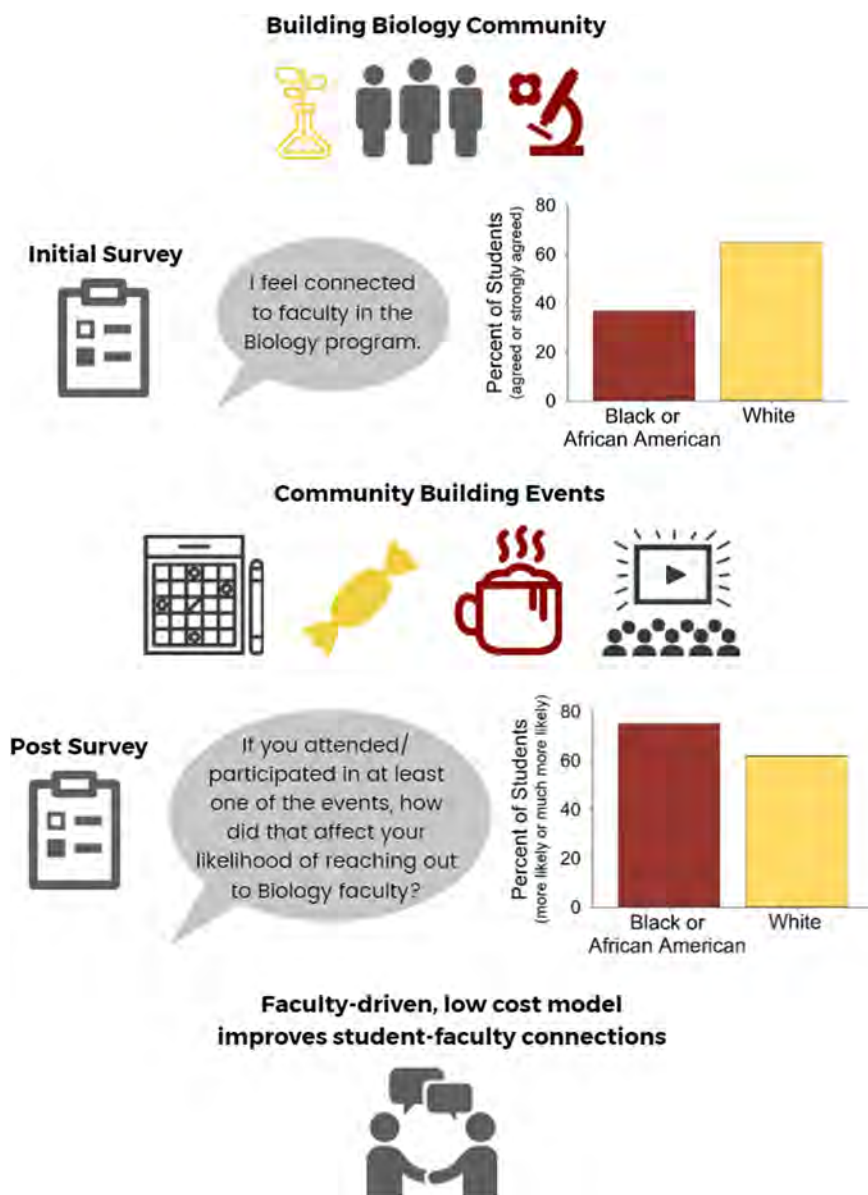 Building Biology Community
Initial Survey
I feel connected
to faculty in the
Biology program.
Percent of Students
(agreed or strongly agreed)
80
60
40
20
0
Black or
African American
White
Community Building Events
Post Survey
If you attended/
participated in at least
one of the events, how
did that affect your
likelihood of reaching out
to Biology faculty?
Percent of Students
(more likely or much more likely)
80
60
40
20
0
Black or
African American
White
Faculty-driven, low cost model
improves student-faculty connections